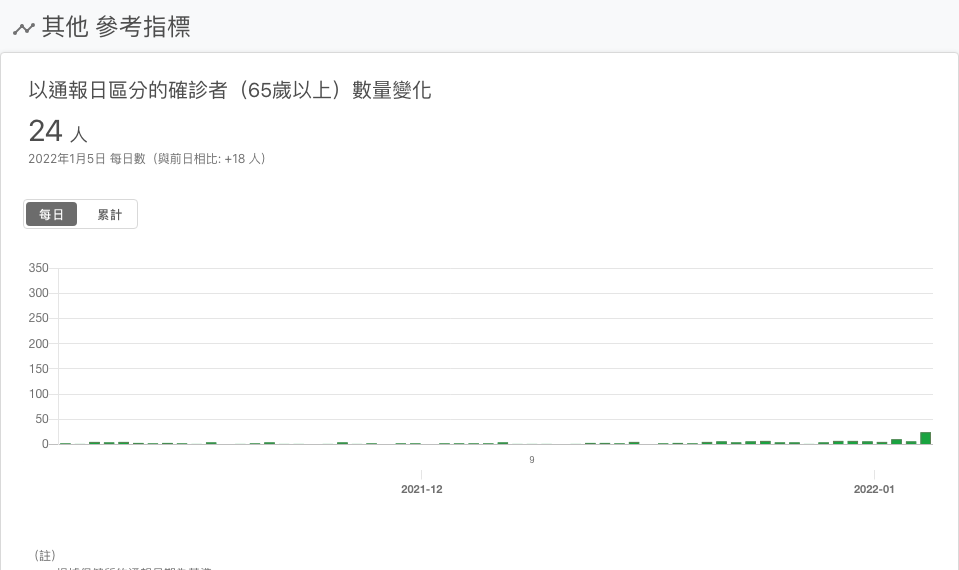 其他 參考指標
以通報日區分的確診者（65歲以上）數量變化
24 人
2022年1月5日 每日數（與前日相比: +18 人）
每日 累計
350
300
250
200
150
100
50
0
9
2021-12 2022-01
（註）